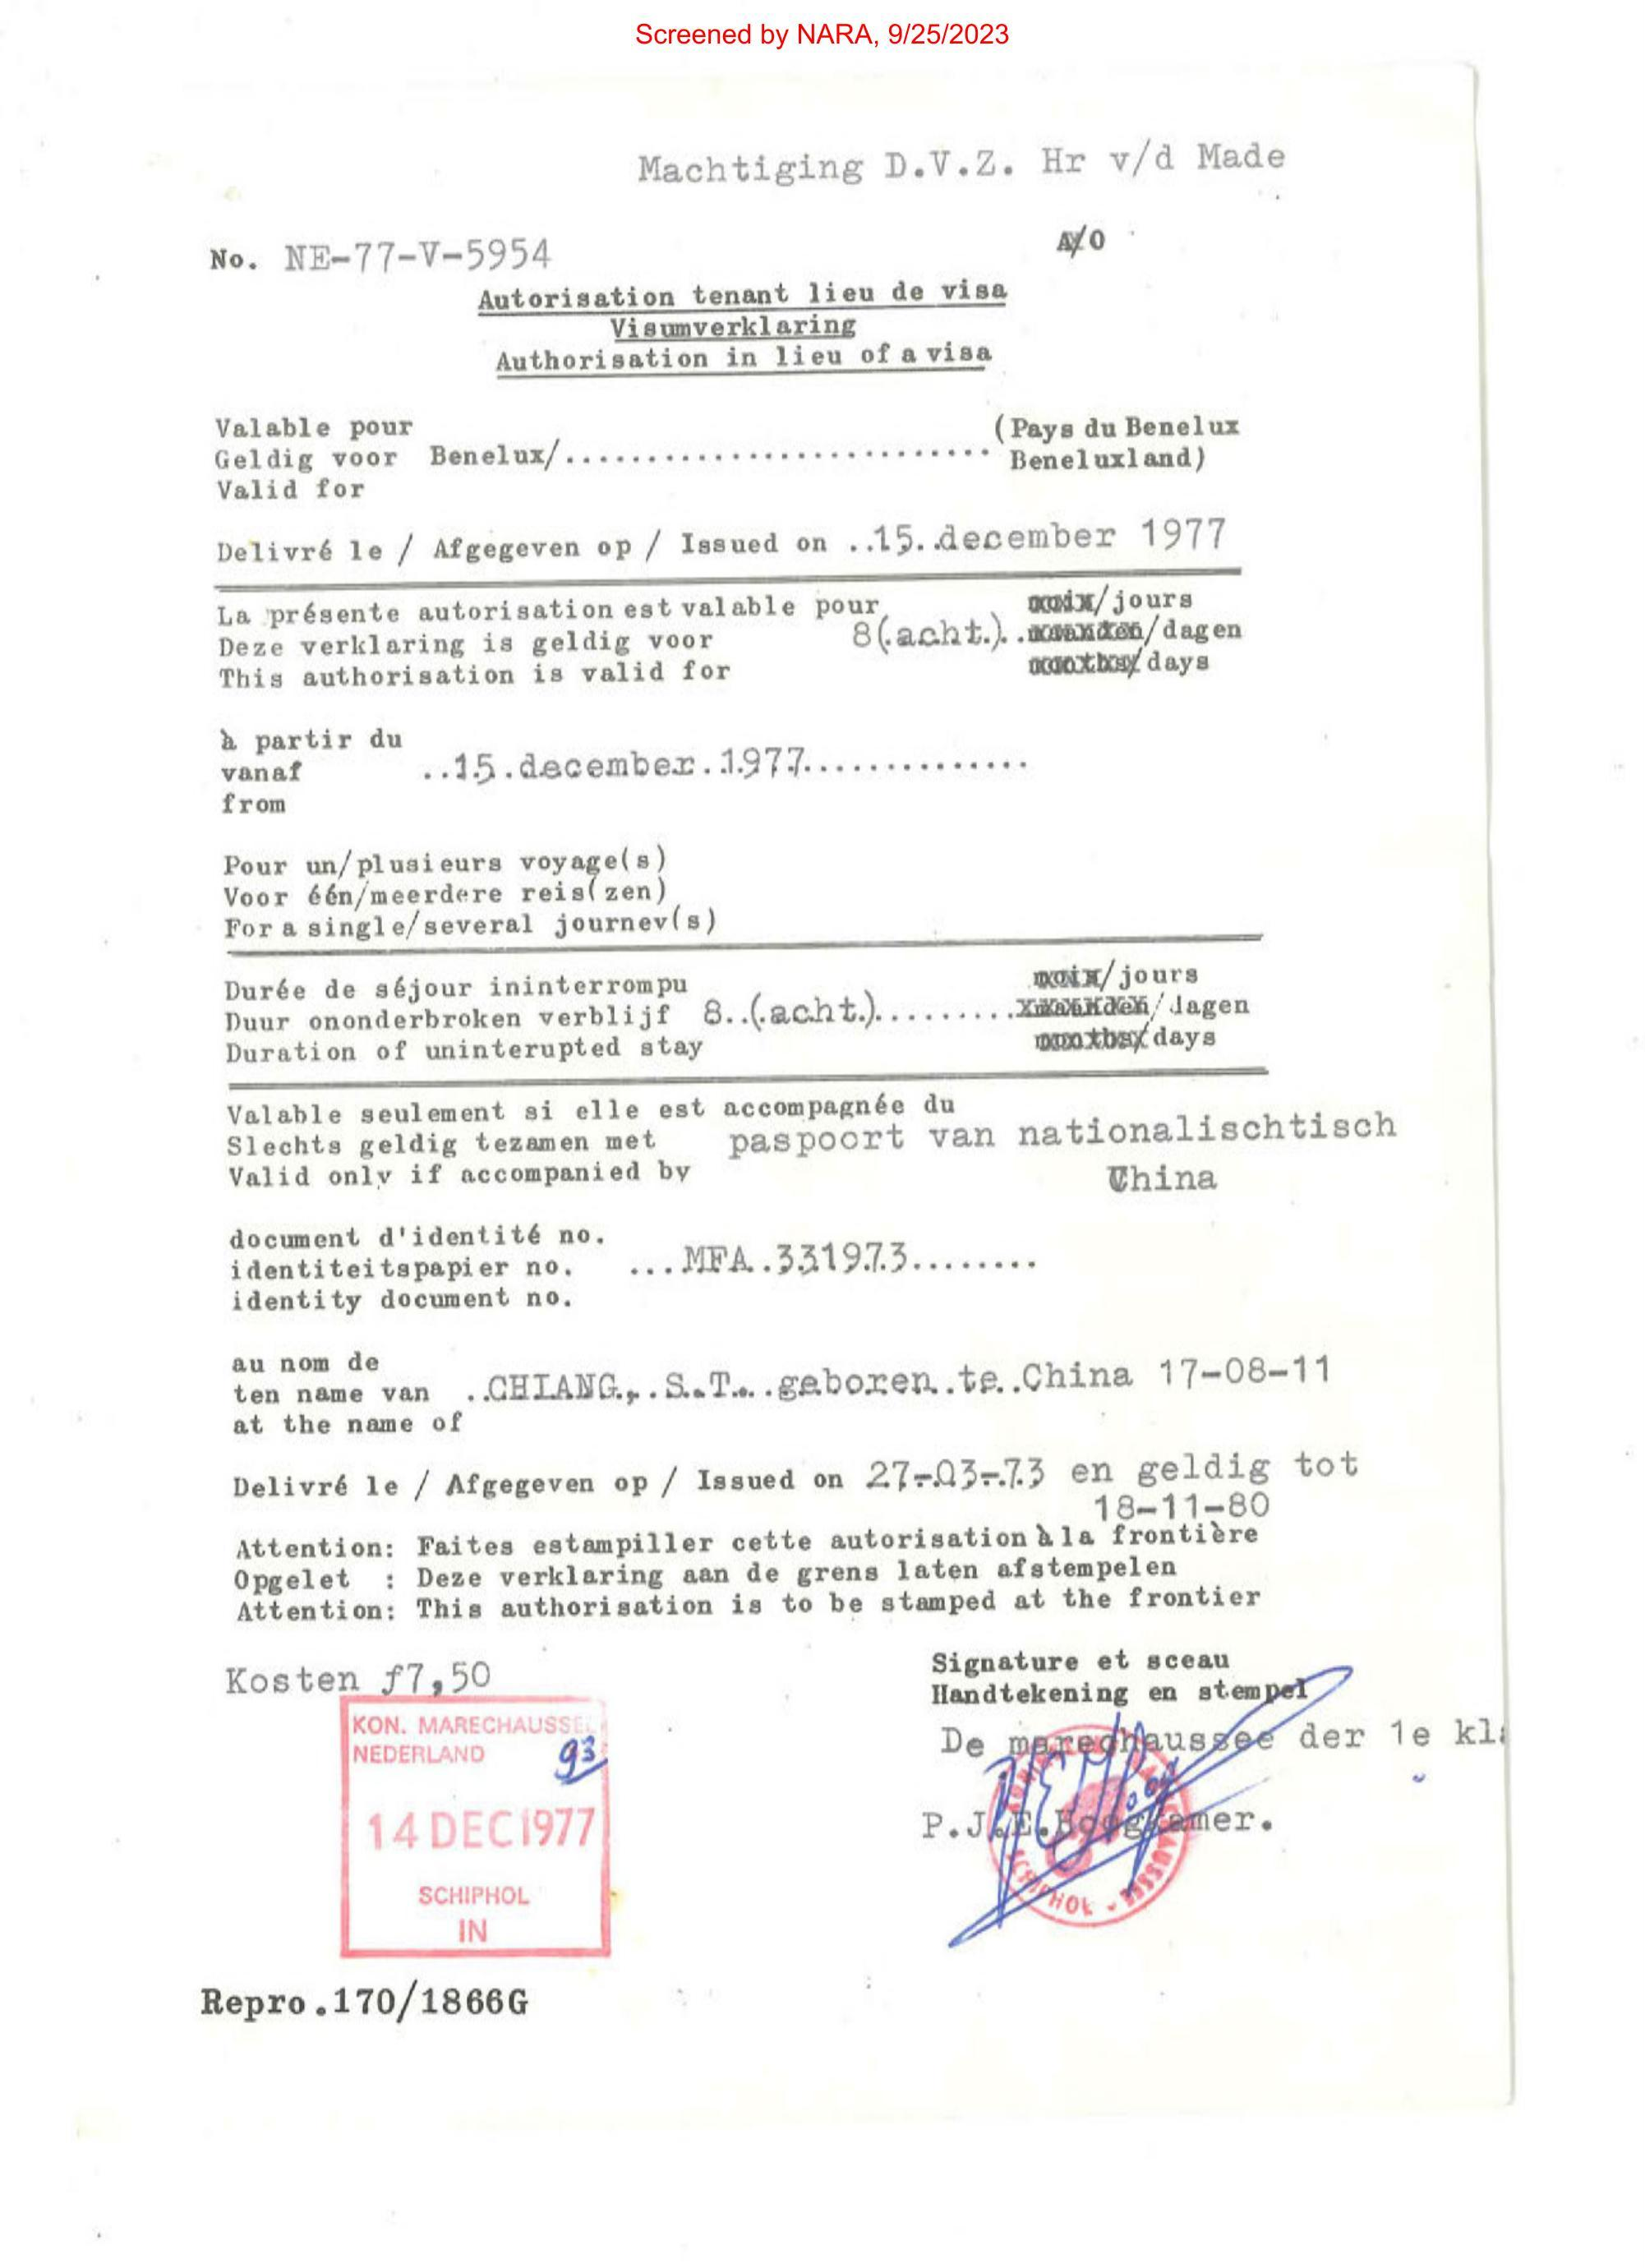 Screened by NARA, 9/25/2023
Machtiging D.V.Z. Hr v/d Made
No. NE-77-V-5954
A/O
Autorisation tenant lieu de visa
Visumverklaring
Authorisation in lieu of a visa
Valable pour
(Pays du Benelux
Geldig voor Benelux/..........................
Beneluxland)
Valid for
Delivré le / Afgegeven op / Issued on ..15..december 1977
La présente autorisation est valable pour
moix/jours
Deze verklaring is geldig voor 8(.acht.)..maanden/dagen
This authorisation is valid for
months/days
à partir du
vanaf ..15.december.1977..............
from
Pour un/plusieurs voyage(s)
Voor één/meerdere reis(zen)
For a single/several journey(s)
Durée de séjour ininterrompu
moix/jours
Duur ononderbroken verblijf 8..(.acht.).........maanden/dagen
Duration of uninterupted stay
months/days
Valable seulement si elle est accompagnée du
Slechts geldig tezamen met paspoort van nationalischtisch
Valid only if accompanied by
China
document d'identité no.
identiteitspapier no. ...MFA..331973........
identity document no.
au nom de
ten name van ..CHIANG.,.S..T....geboren..te..China 17-08-11
at the name of
Delivré le / Afgegeven op / Issued on 27-.03-.73 en geldig tot
18-11-80
Attention: Faites estampiller cette autorisation à la frontière
Opgelet : Deze verklaring aan de grens laten afstempelen
Attention: This authorisation is to be stamped at the frontier
Signature et sceau
Kosten ƒ7,50
Handtekening en stempel
KON. MARECHAUSSEE
NEDERLAND
93
De marechaussee der 1e kla
14 DEC 1977
P.J.E.Hoogkamer.
SCHIPHOL
IN
SCHIPHOL -
Repro.170/1866G